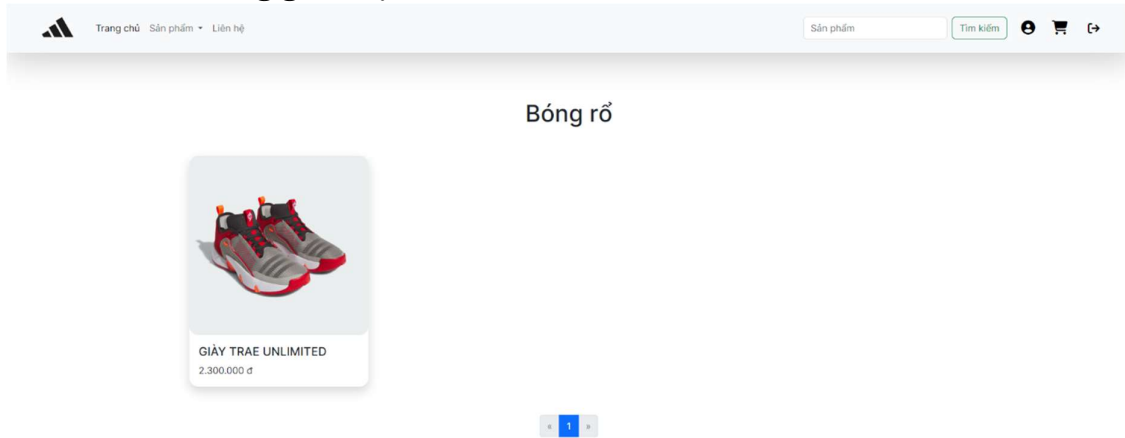 Trang chủ Sản phẩm Liên hệ Sản phẩm Tìm kiếm
Bóng rổ
GIÀY TRAE UNLIMITED
2.300.000 đ
« 1 »